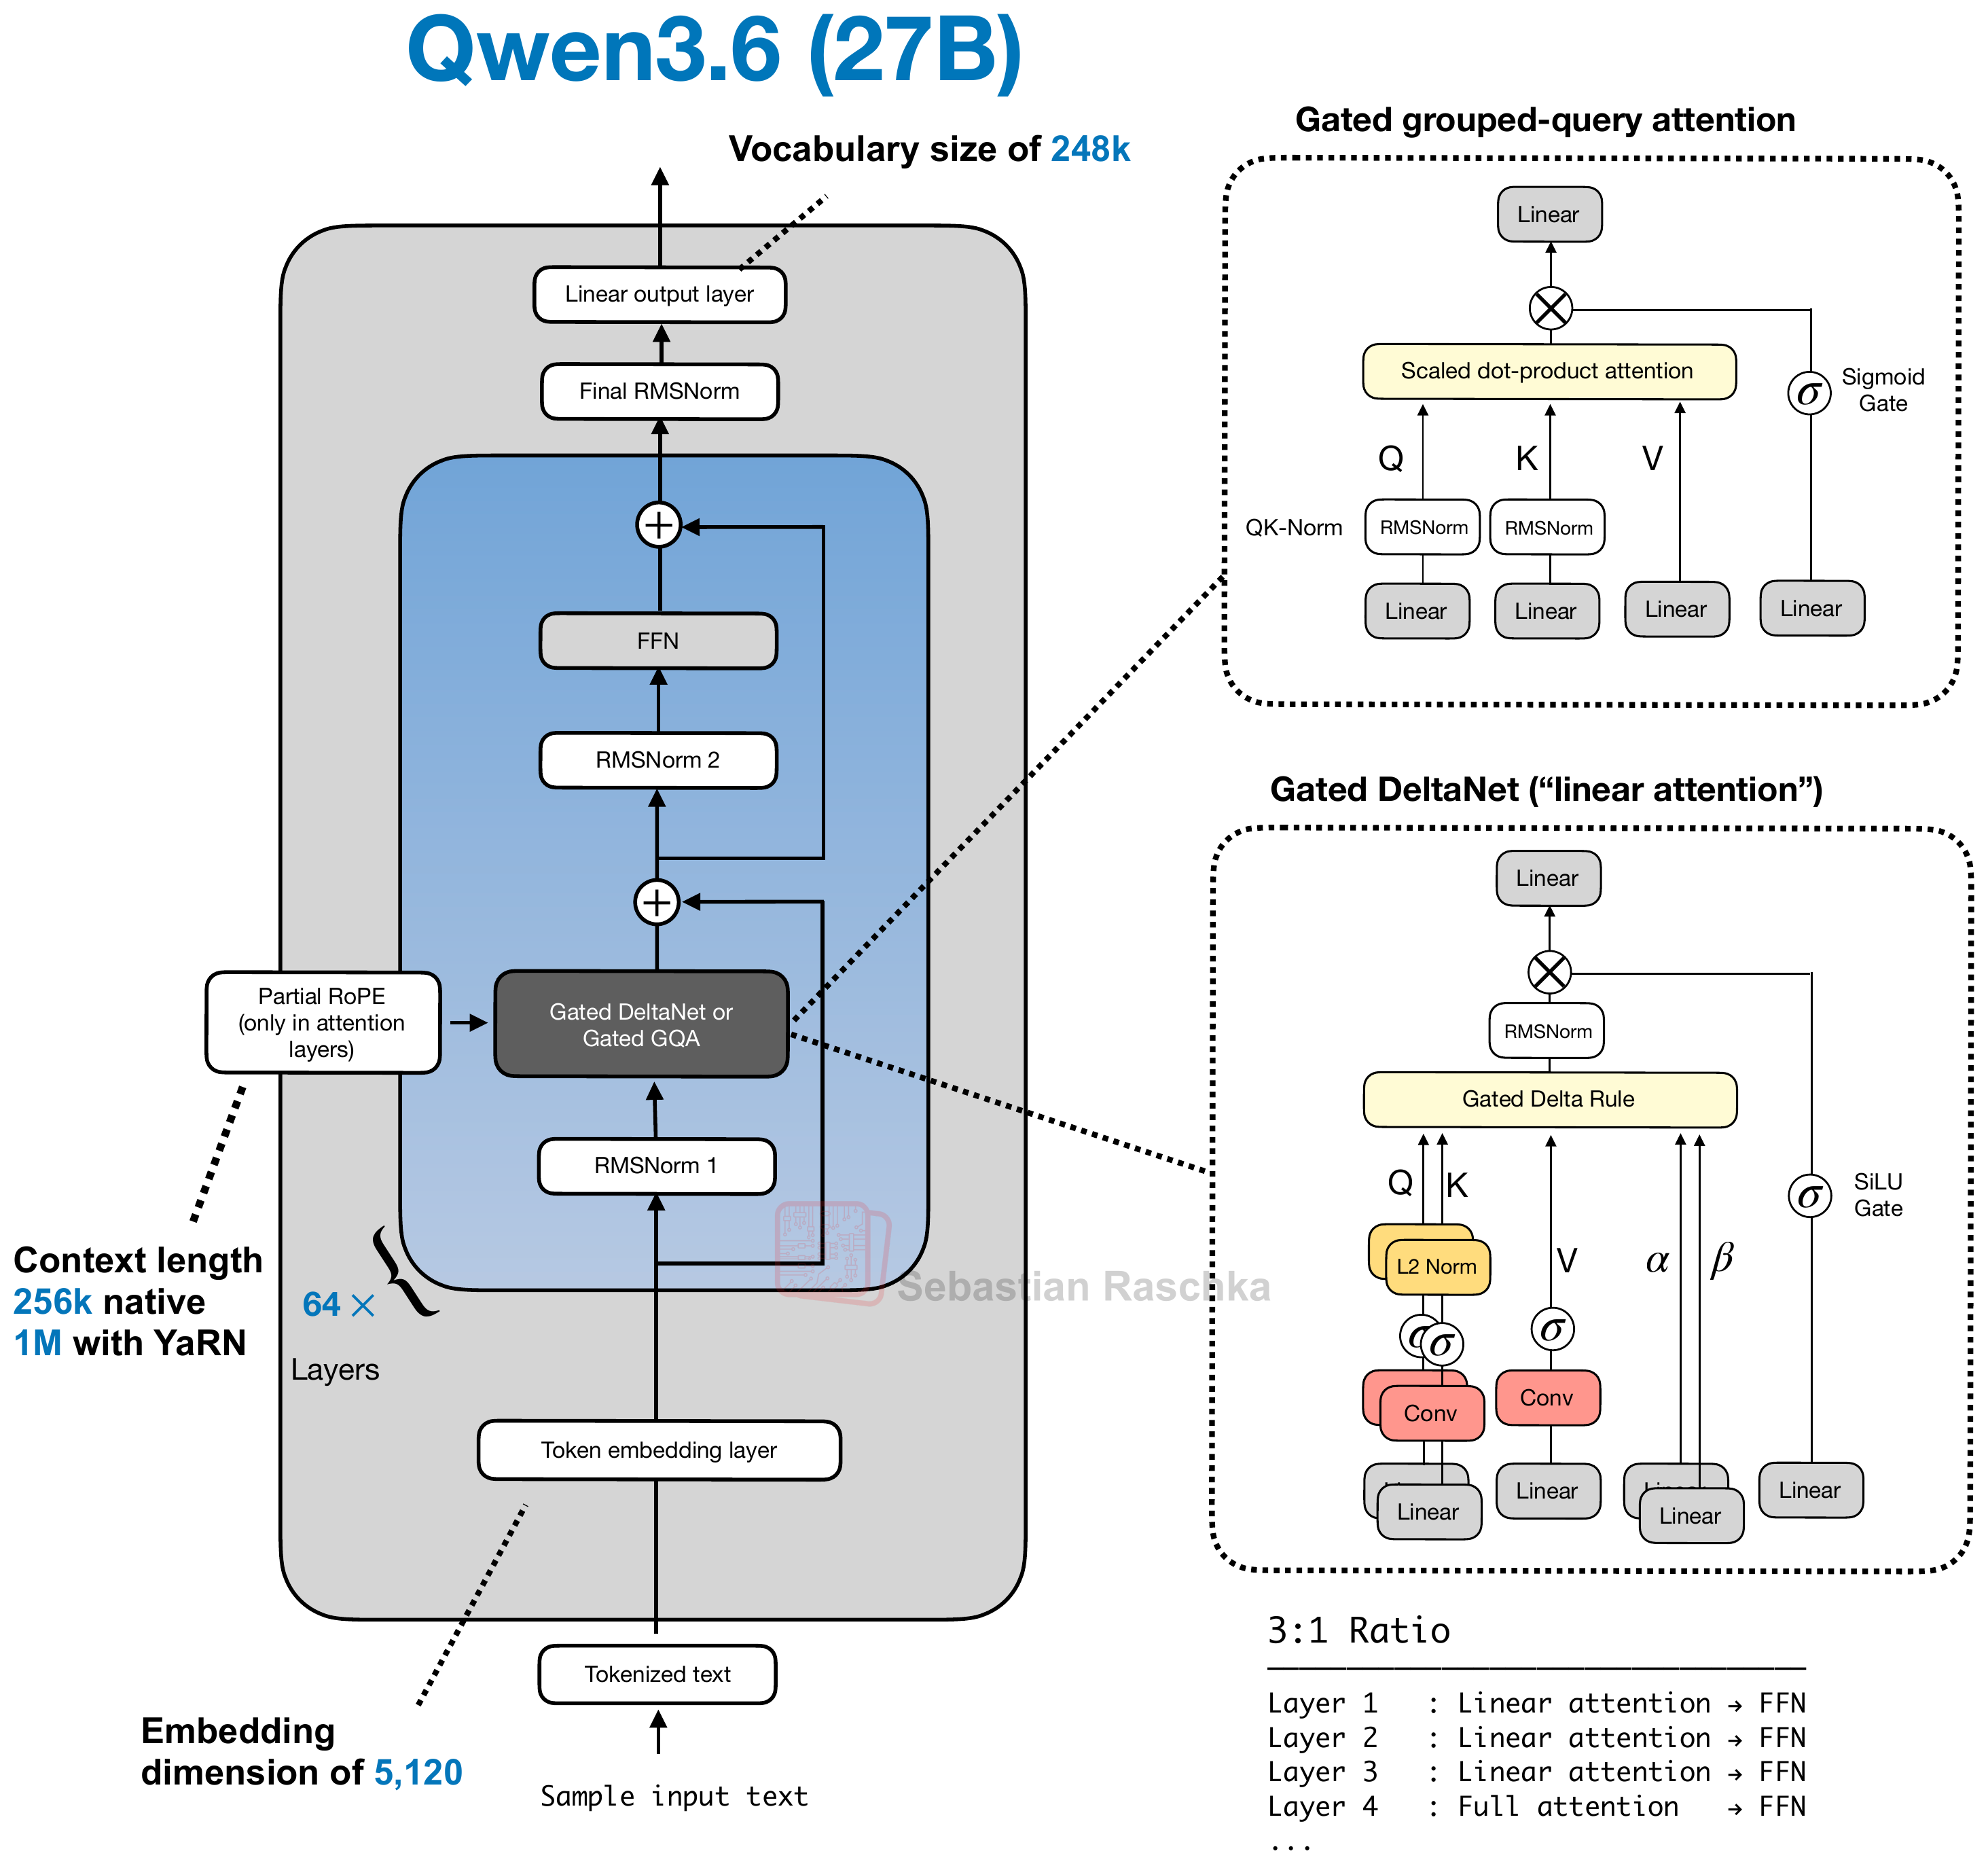 Qwen3.6 (27B)
Vocabulary size of 248k
Linear output layer
Final RMSNorm
FFN
RMSNorm 2
Partial RoPE
(only in attention
layers)
Gated DeltaNet or
Gated GQA
RMSNorm 1
Context length
256k native
1M with YaRN
64 ×
Layers
{
Sebastian Raschka
Token embedding layer
Tokenized text
Embedding
dimension of 5,120
Sample input text
Gated grouped-query attention
Linear
Scaled dot-product attention
σ
Sigmoid
Gate
Q
K
V
QK-Norm
RMSNorm
RMSNorm
Linear
Linear
Linear
Linear
Gated DeltaNet (“linear attention”)
Linear
RMSNorm
Gated Delta Rule
Q
K
σ
SiLU
Gate
L2 Norm
V
α
β
σ
σ
σ
Conv
Conv
Linear
Linear
Linear
Linear
Linear
3:1 Ratio
Layer 1 : Linear attention → FFN
Layer 2 : Linear attention → FFN
Layer 3 : Linear attention → FFN
Layer 4 : Full attention → FFN
...